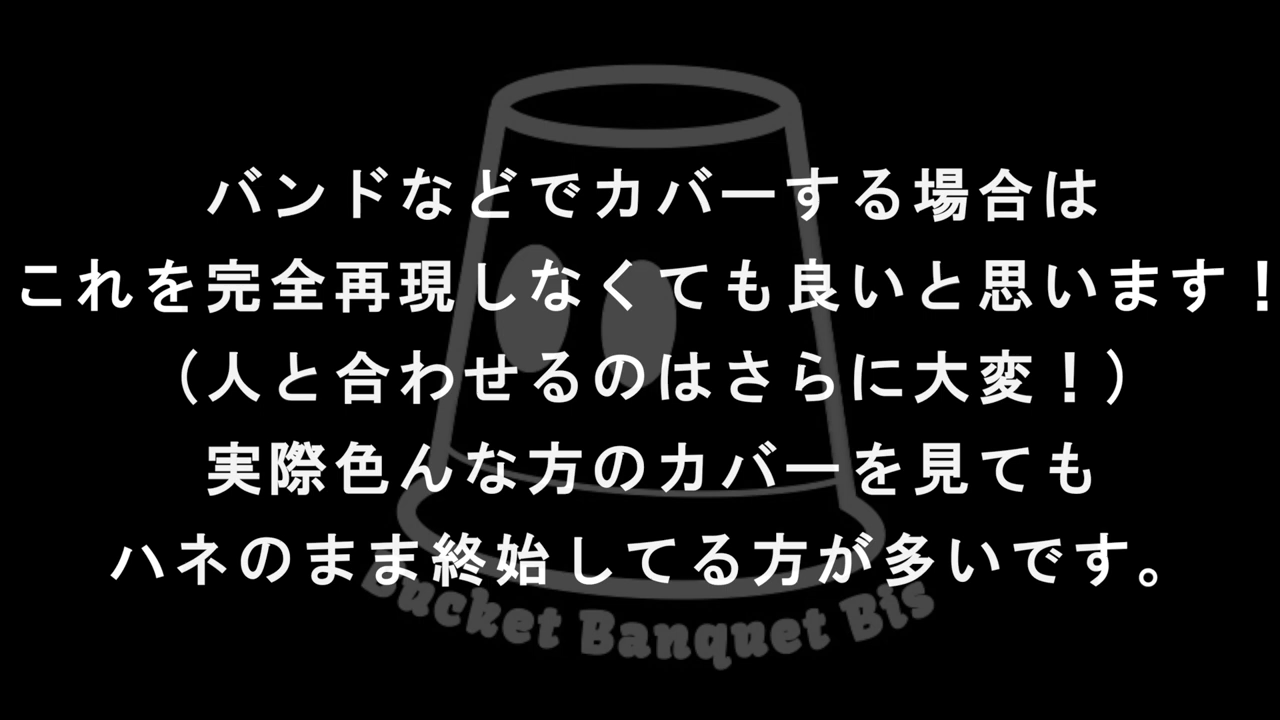 バンドなどでカバーする場合は
これを完全再現しなくても良いと思います！
（人と合わせるのはさらに大変！）
実際色んな方のカバーを見ても
ハネのまま終始してる方が多いです。
Bucket Banquet Bis